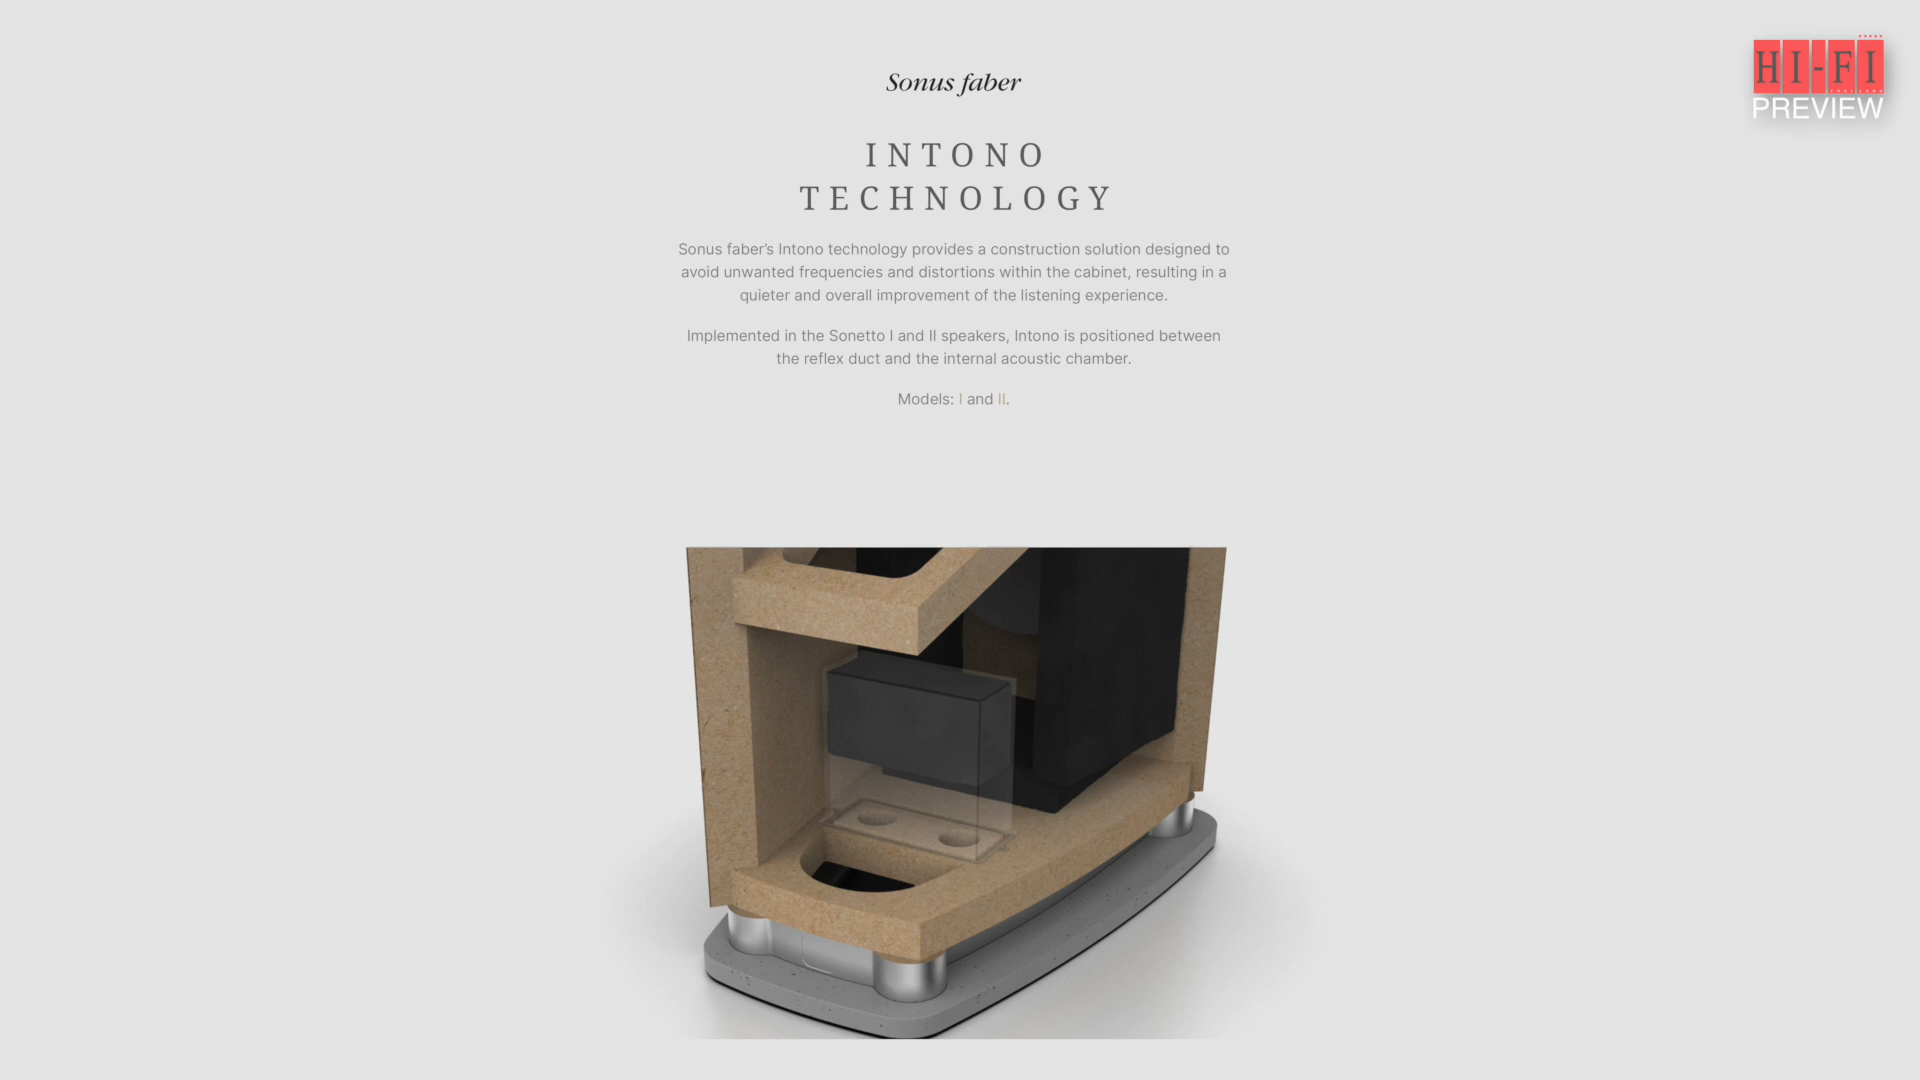 Sonus faber
INTONO
TECHNOLOGY
Sonus faber’s Intono technology provides a construction solution designed to
avoid unwanted frequencies and distortions within the cabinet, resulting in a
quieter and overall improvement of the listening experience.
Implemented in the Sonetto I and II speakers, Intono is positioned between
the reflex duct and the internal acoustic chamber.
Models: I and II.
HI-FI
PREVIEW